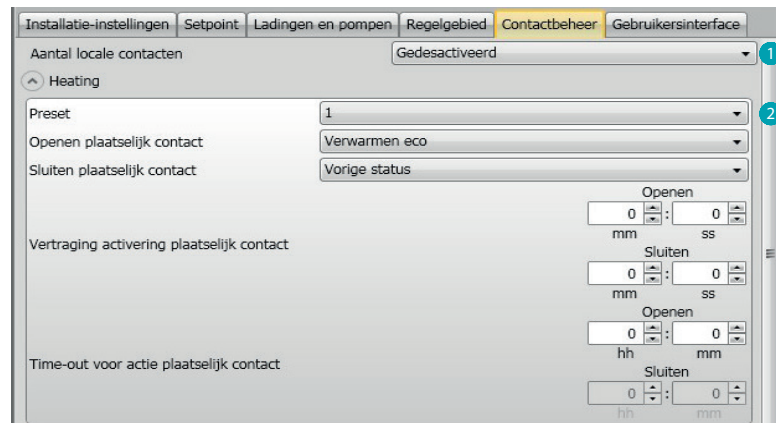 Installatie-instellingen Setpoint Ladingen en pompen Regelgebied Contactbeheer Gebruikersinterface
Aantal locale contacten Gedesactiveerd 1
Heating
Preset 1 2
Openen plaatselijk contact Verwarmen eco
Sluiten plaatselijk contact Vorige status
Vertraging activering plaatselijk contact
Openen
0 : 0
mm ss
Sluiten
0 : 0
mm ss
Time-out voor actie plaatselijk contact
Openen
0 : 0
hh mm
Sluiten
0 : 0
hh mm